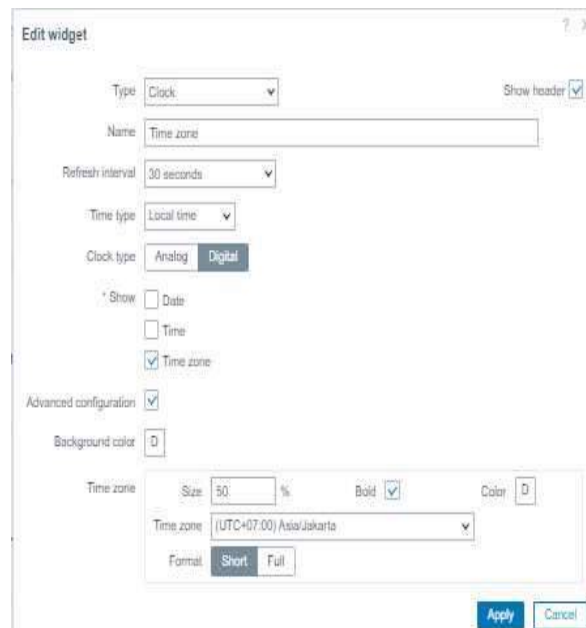 Edit widget ?
Type Clock Show header
Name Time zone
Refresh interval 30 seconds
Time type Local time
Clock type Analog Digital
* Show Date
Time
Time zone
Advanced configuration
Background color D
Time zone Size 50 % Bold Color D
Time zone (UTC+07:00) Asia/Jakarta
Format Short Full
Apply Cancel